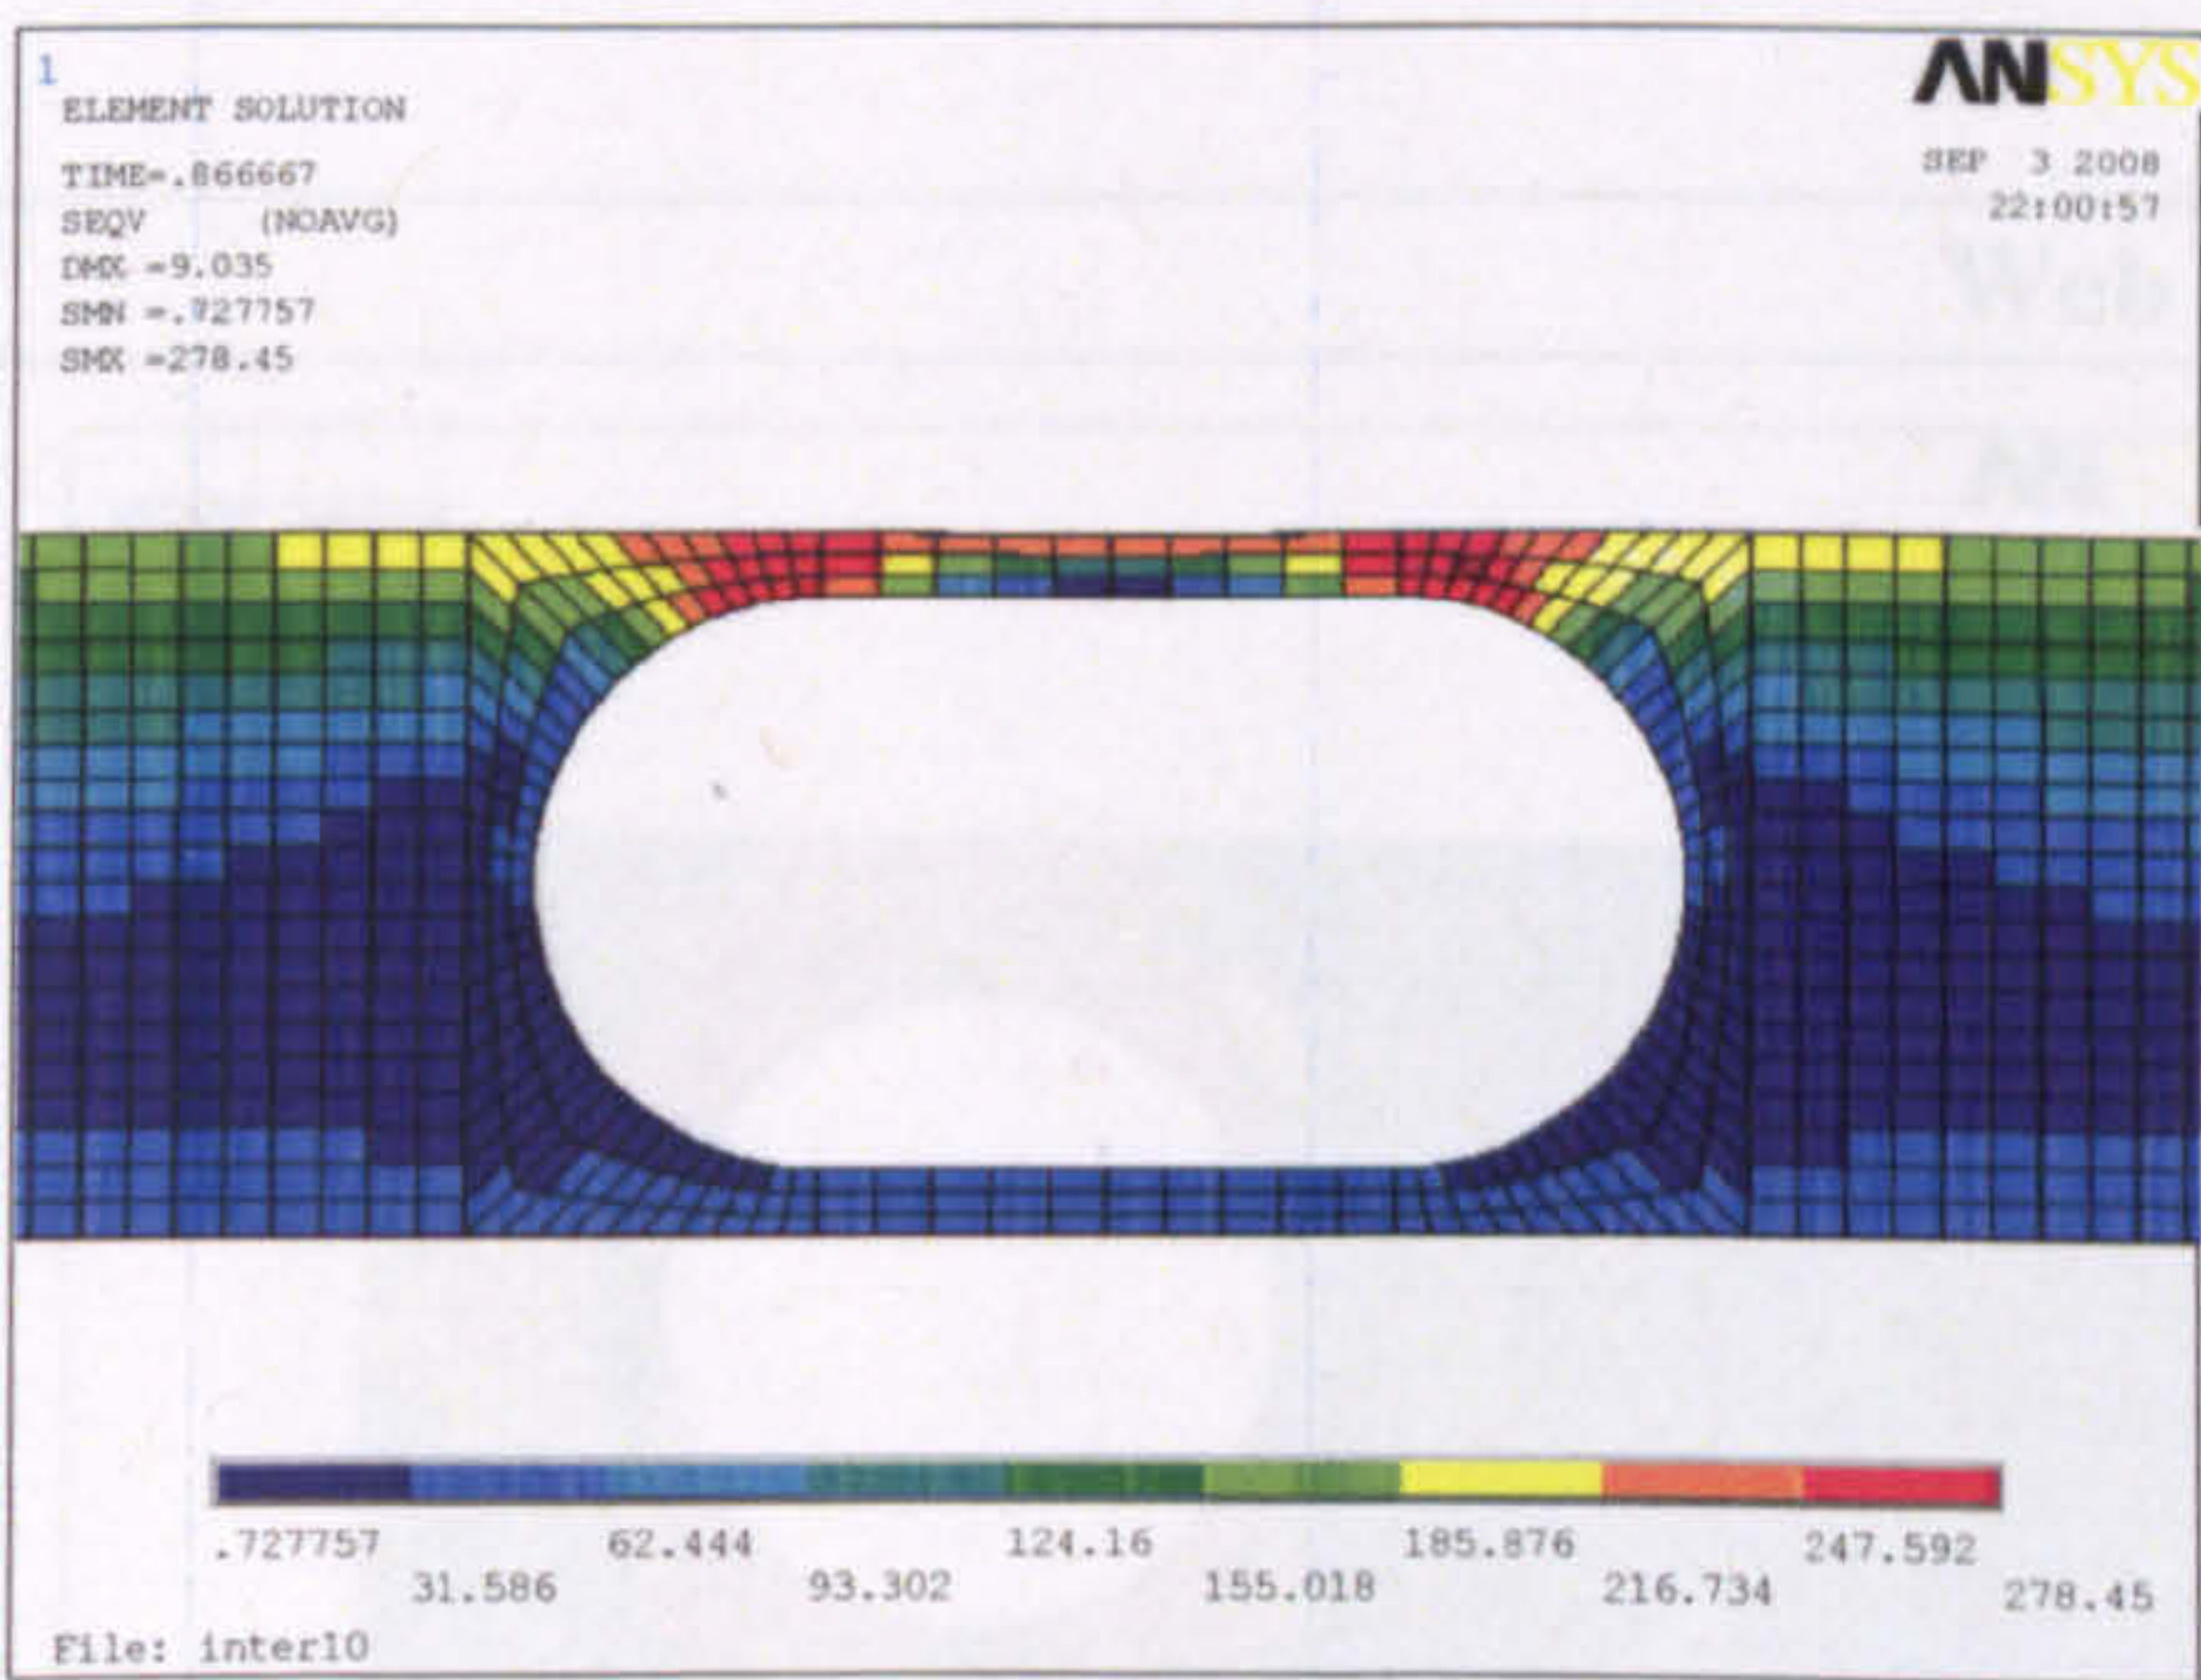 1
ANSYS
ELEMENT SOLUTION
TIME=.866667
SEQV (NOAVG)
DMX =9.035
SMN =.727757
SMX =278.45
SEP 3 2008
22:00:57
.727757 62.444 124.16 185.876 247.592
31.586 93.302 155.018 216.734 278.45
File: inter10